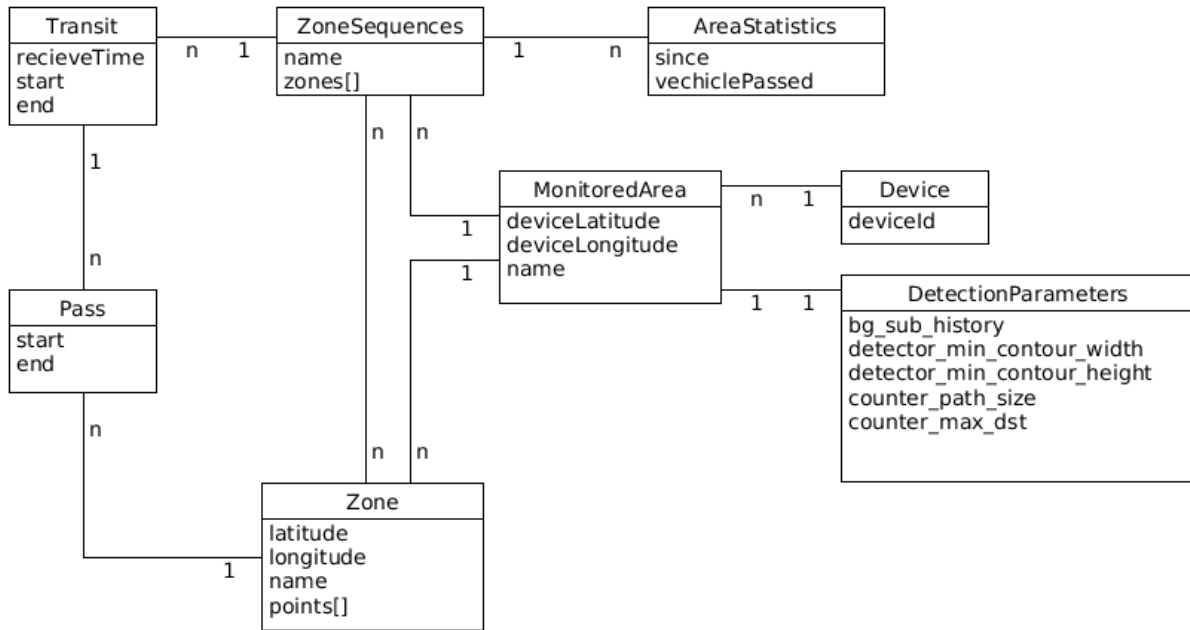 Transit
recieveTime
start
end
n
1
ZoneSequences
name
zones[]
1
n
AreaStatistics
since
vechiclePassed
n
n
1
n
MonitoredArea
deviceLatitude
deviceLongitude
name
1
1
n
1
Device
deviceId
1
1
DetectionParameters
bg_sub_history
detector_min_contour_width
detector_min_contour_height
counter_path_size
counter_max_dst
Pass
start
end
n
1
n
n
Zone
latitude
longitude
name
points[]